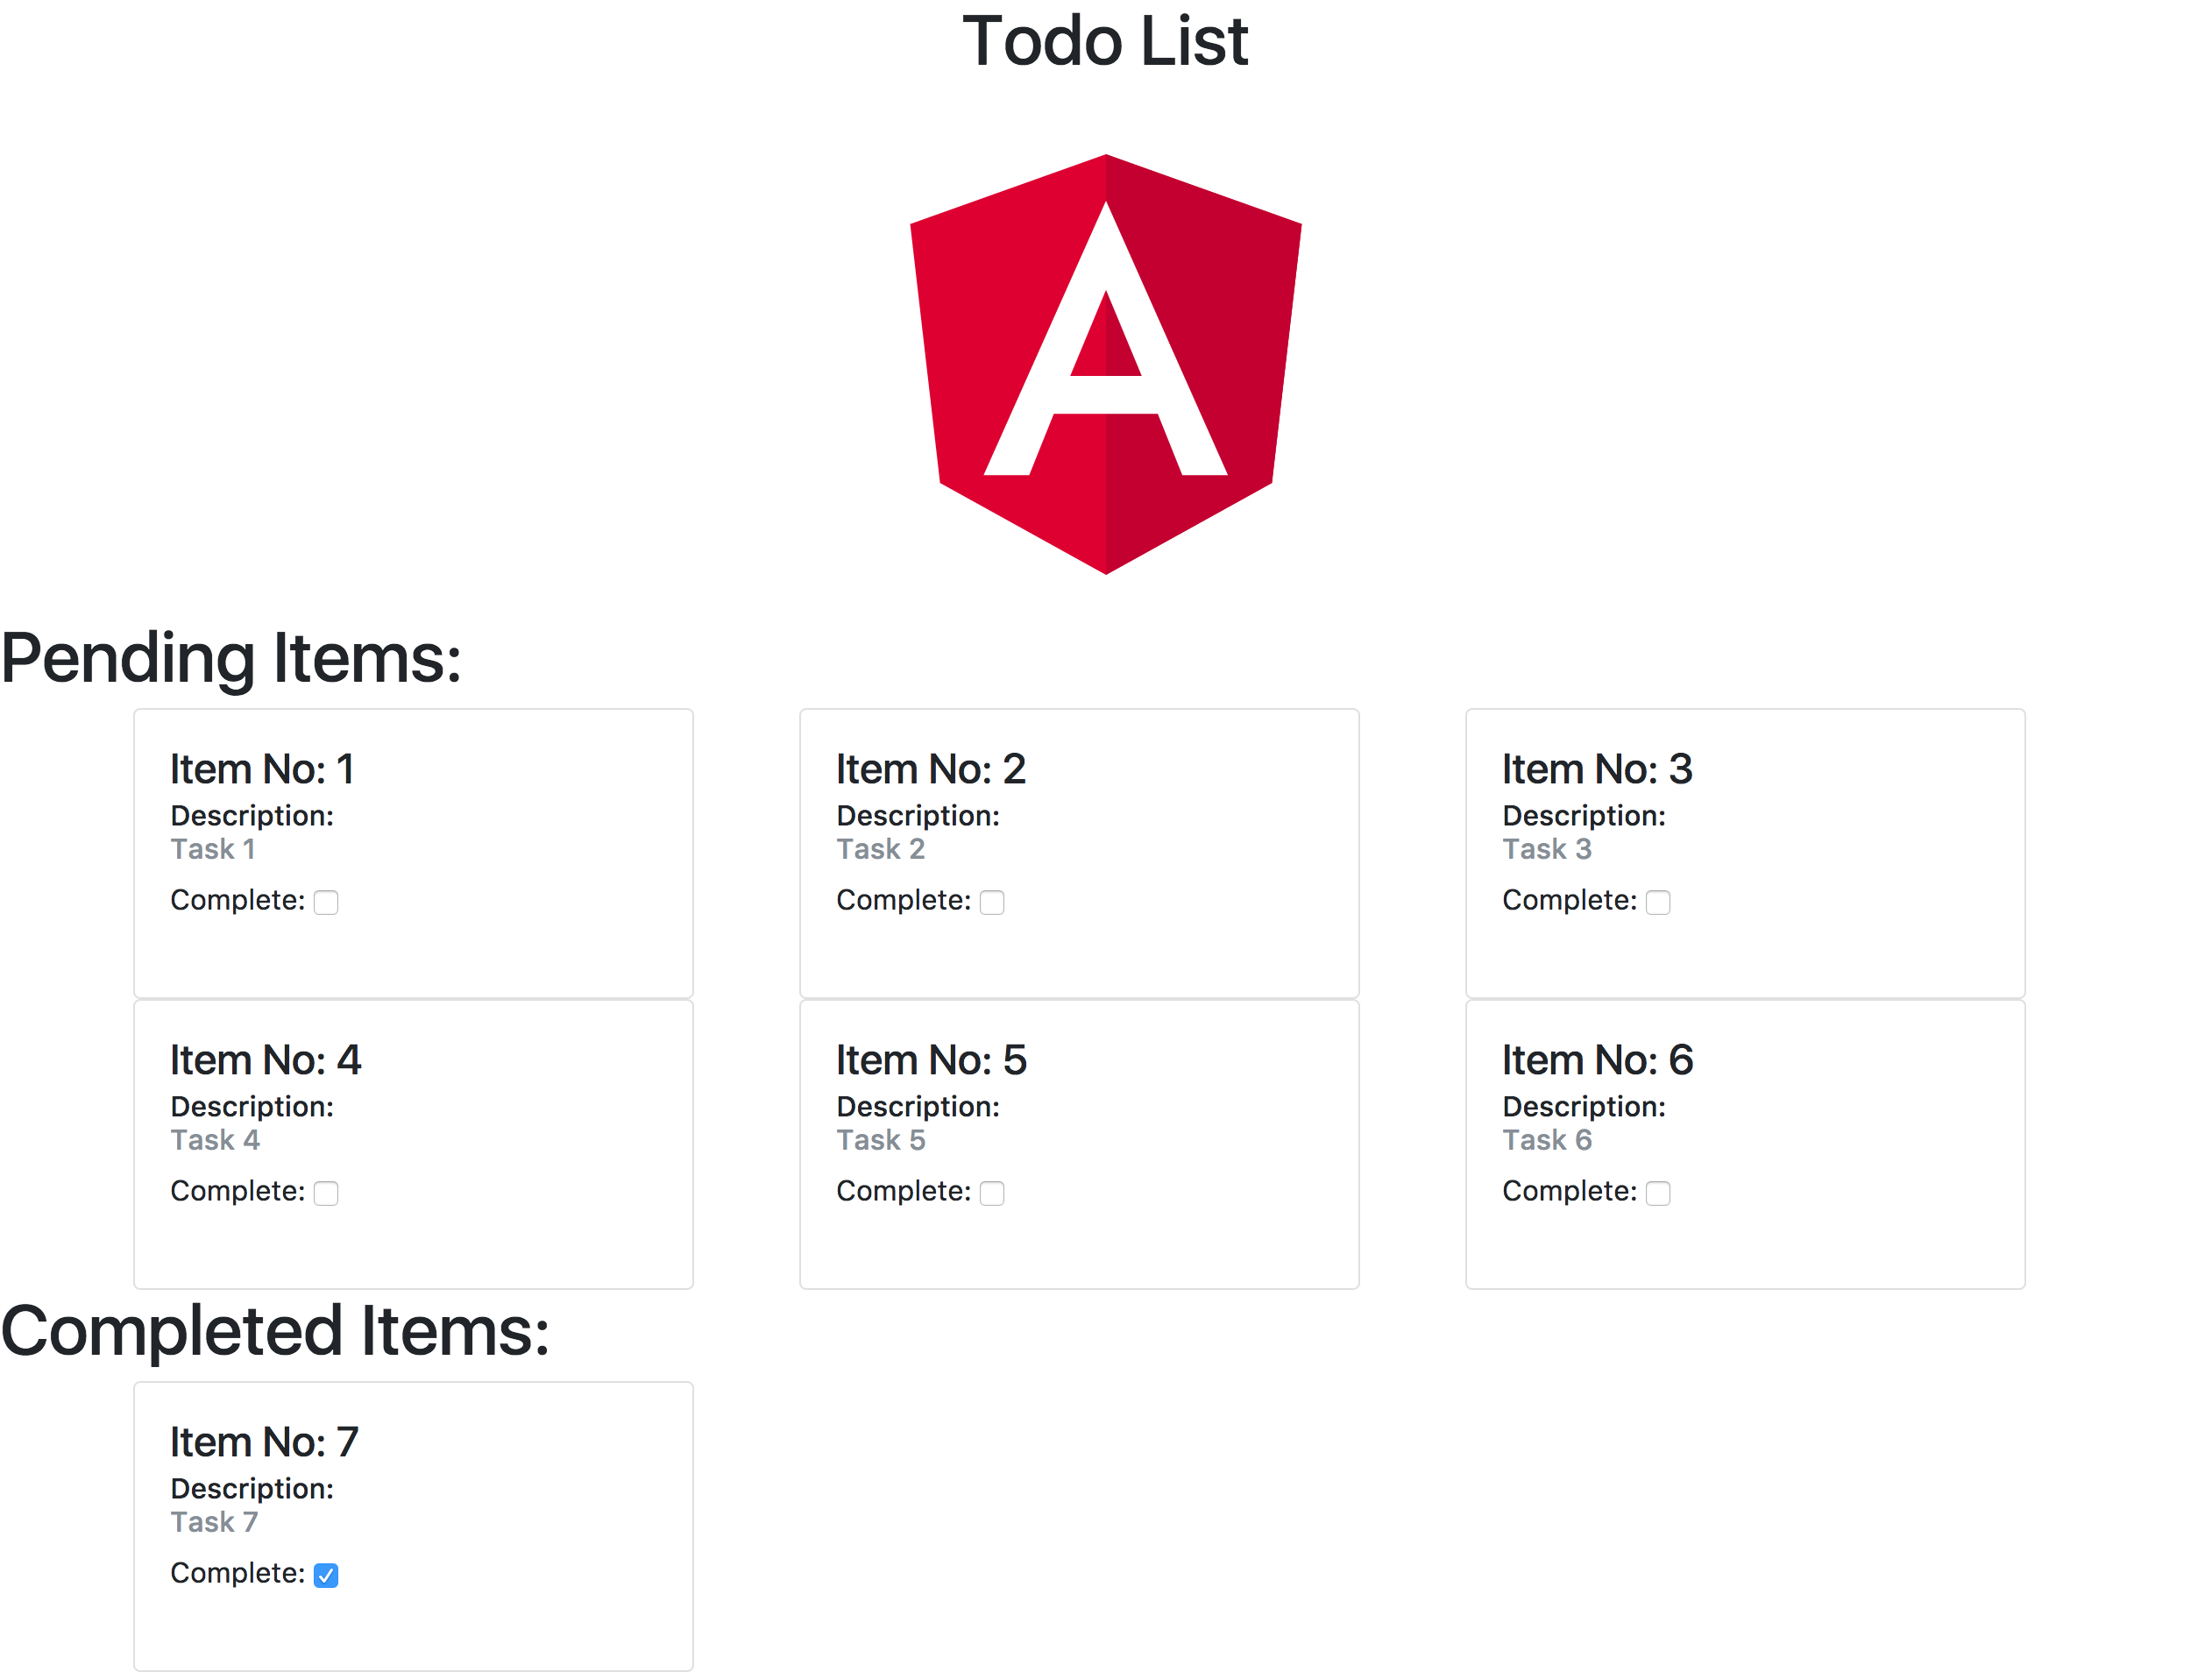 Todo List
A
Pending Items:
Item No: 1
Description:
Task 1
Complete:
Item No: 2
Description:
Task 2
Complete:
Item No: 3
Description:
Task 3
Complete:
Item No: 4
Description:
Task 4
Complete:
Item No: 5
Description:
Task 5
Complete:
Item No: 6
Description:
Task 6
Complete:
Completed Items:
Item No: 7
Description:
Task 7
Complete: